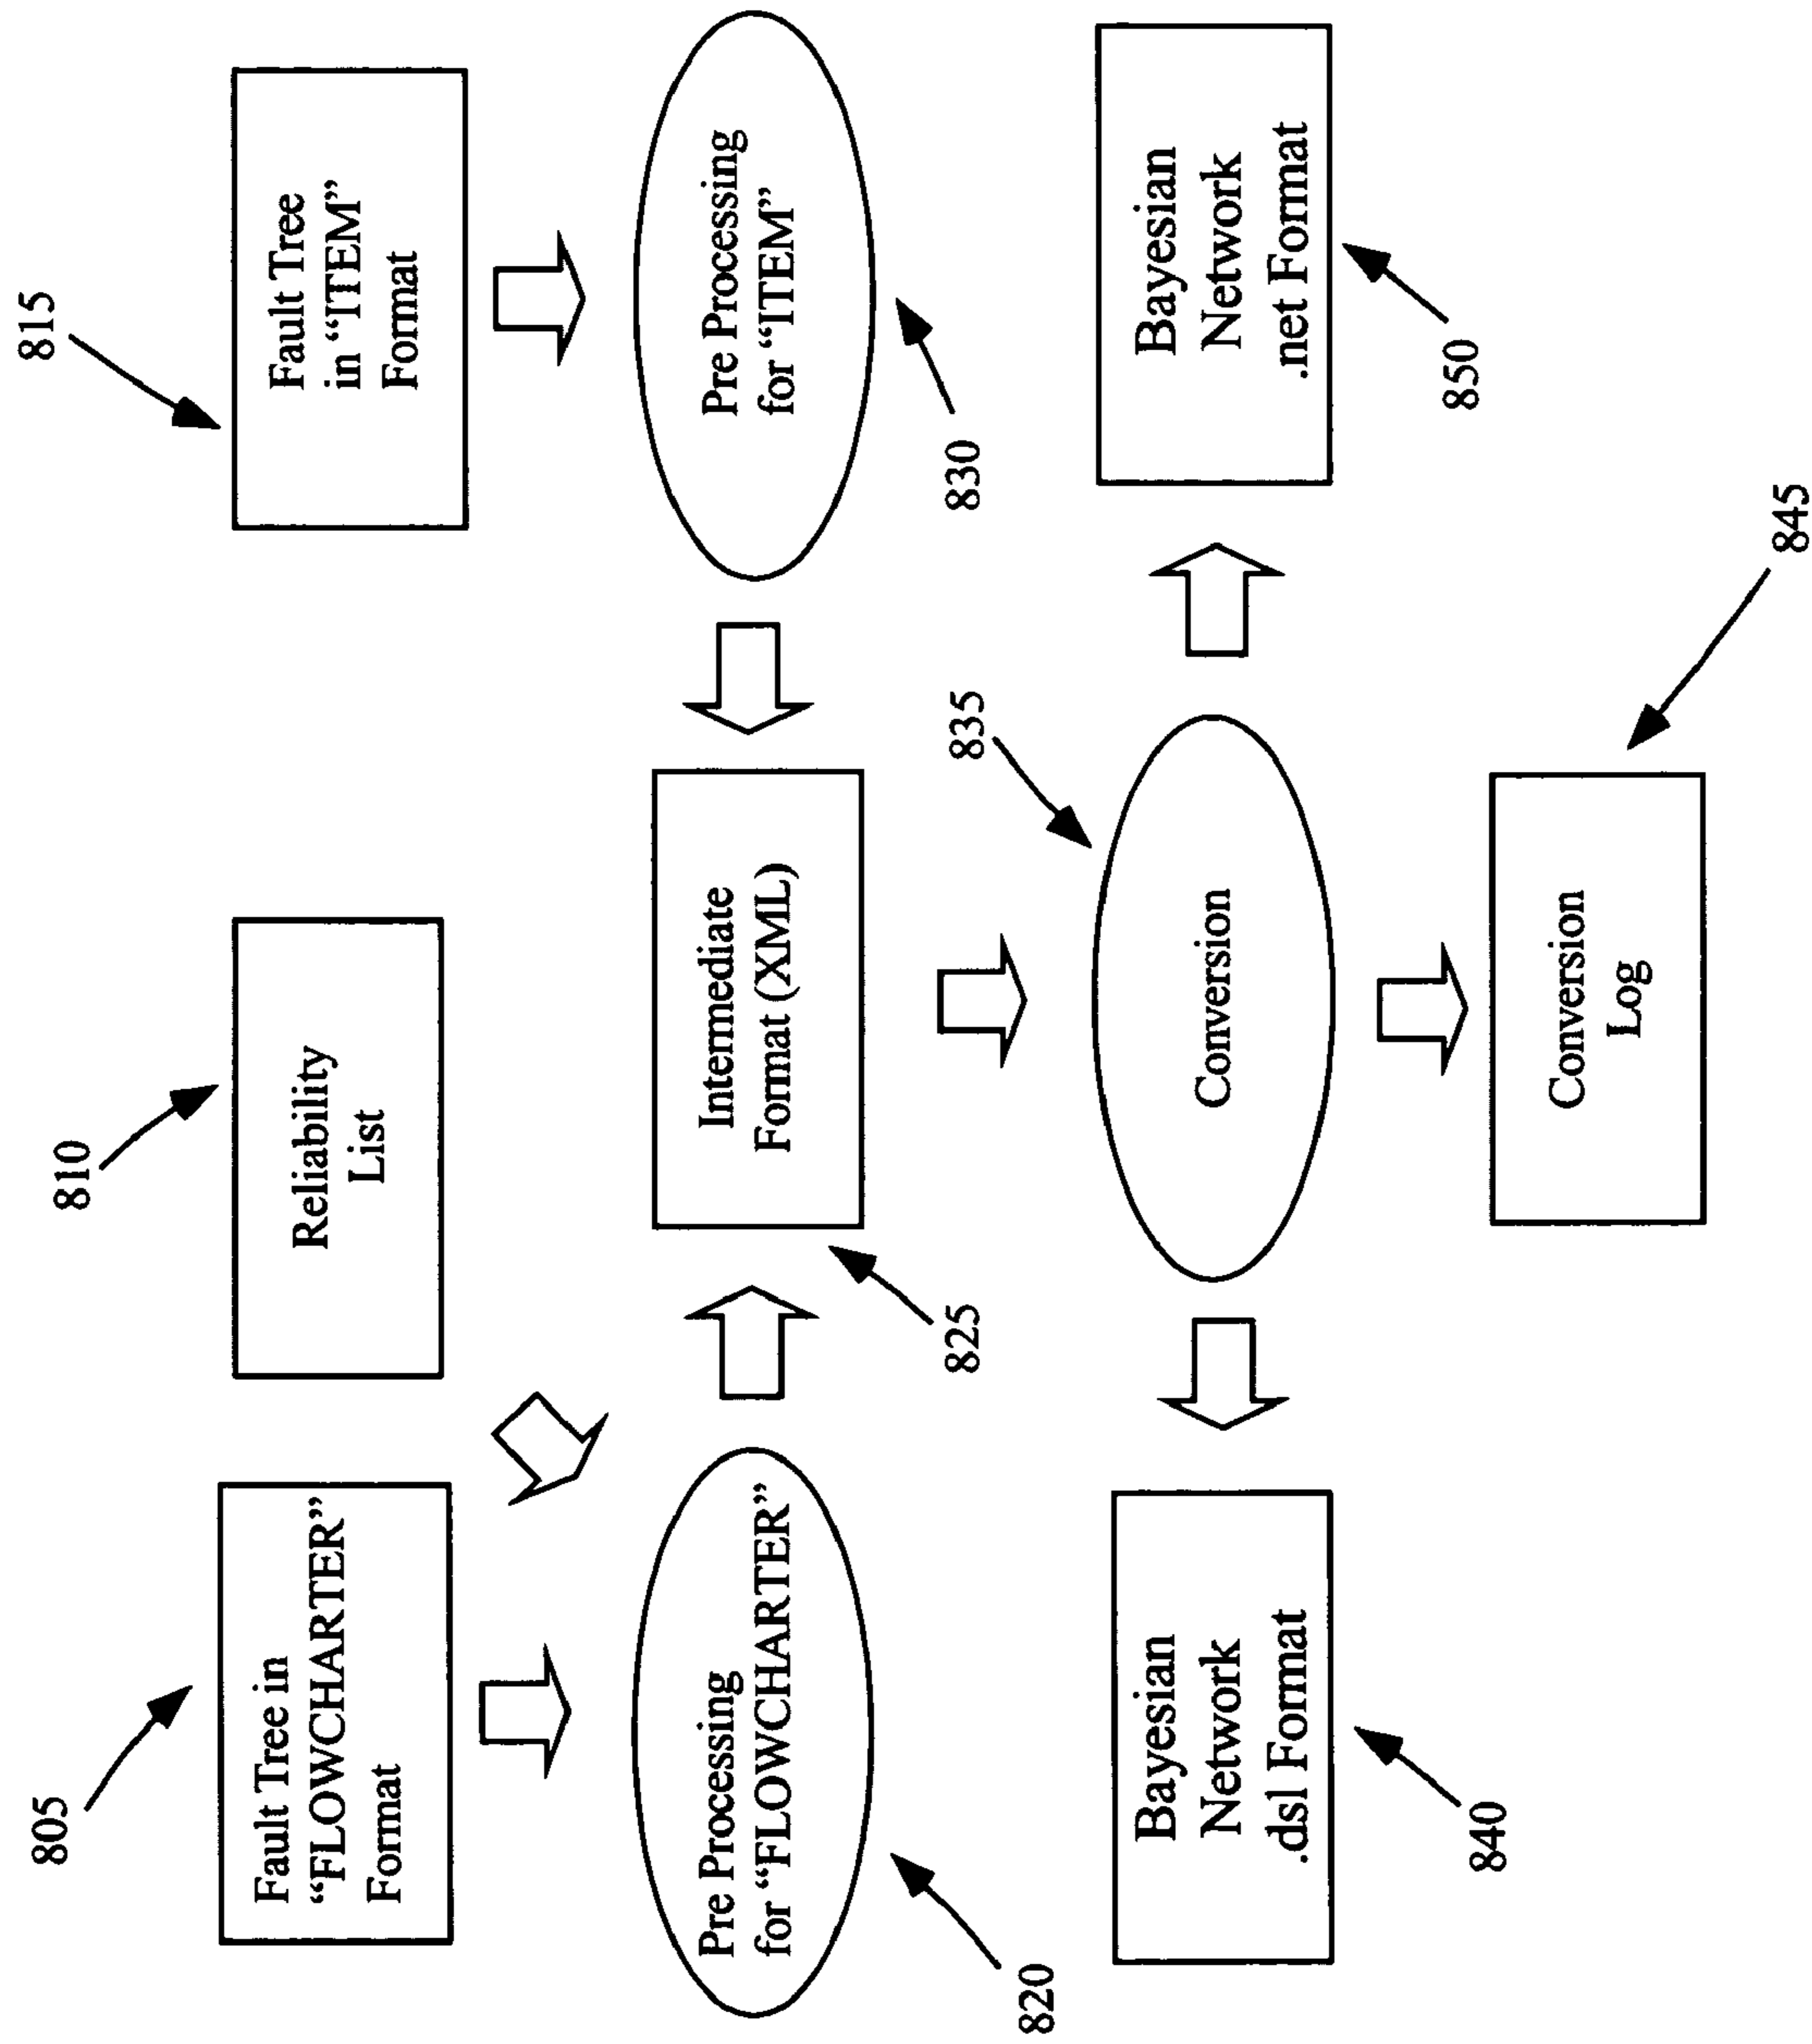 805
810
815
Fault Tree in
“FLOWCHARTER”
Format
Reliability
List
Fault Tree
in “ITEM”
Format
Pre Processing
for “FLOWCHARTER”
Intermediate
Format (XML)
Pre Processing
for “ITEM”
820
825
835
830
Bayesian
Network
.dsl Format
Conversion
Bayesian
Network
.net Format
840
850
Conversion
Log
845